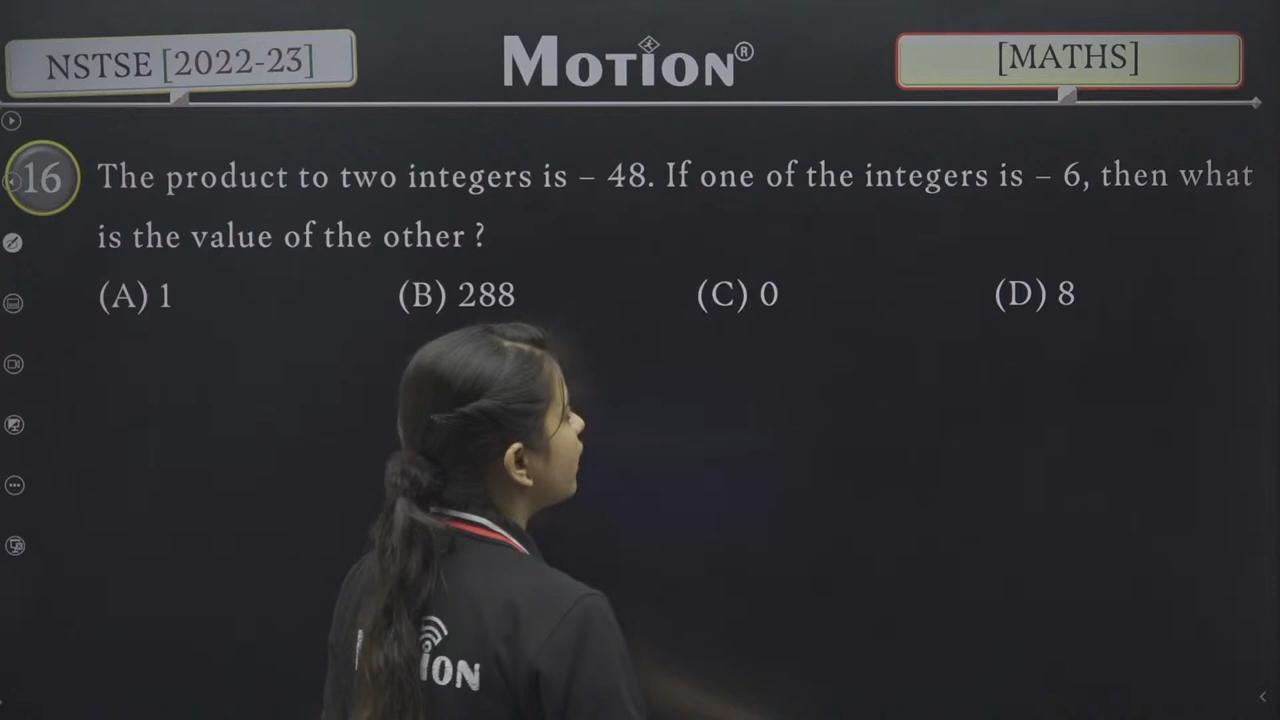 NSTSE [2022-23]
MOTION®
[MATHS]
16 The product to two integers is – 48. If one of the integers is – 6, then what
is the value of the other ?
(A) 1 (B) 288 (C) 0 (D) 8
ION